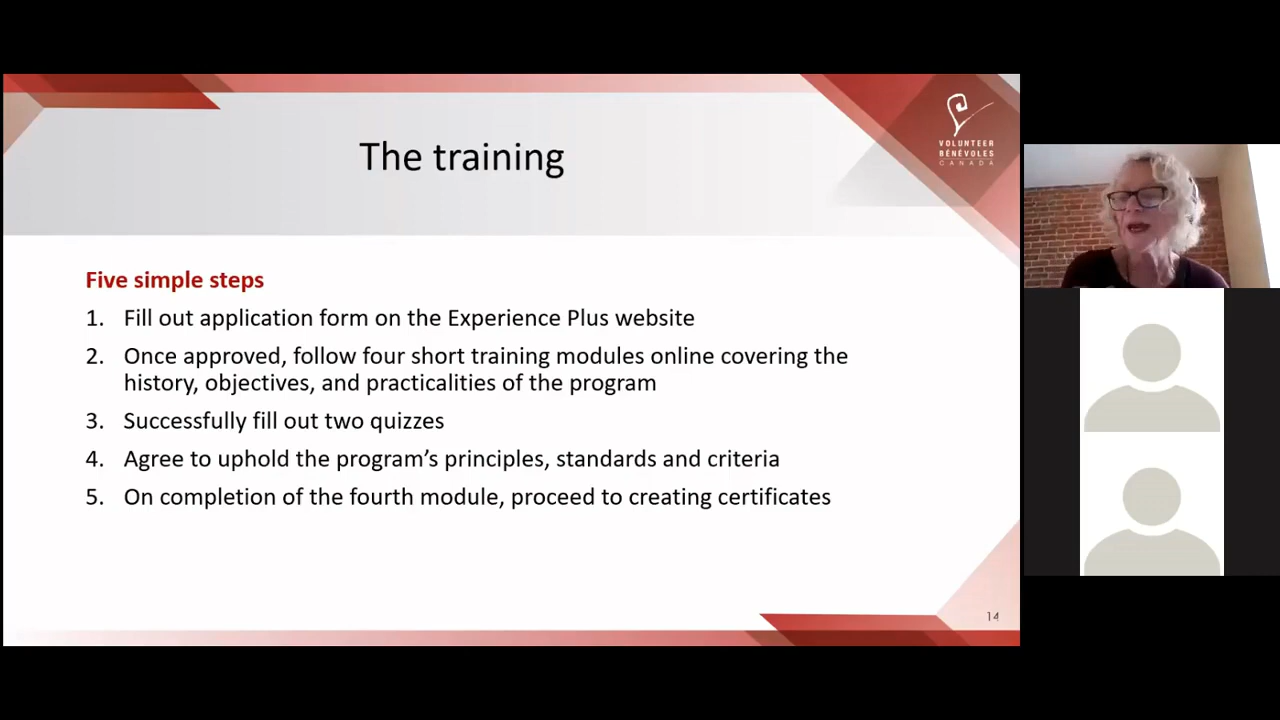 The training
VOLUNTEER
BÉNÉVOLES
CANADA
Five simple steps
1. Fill out application form on the Experience Plus website
2. Once approved, follow four short training modules online covering the
history, objectives, and practicalities of the program
3. Successfully fill out two quizzes
4. Agree to uphold the program’s principles, standards and criteria
5. On completion of the fourth module, proceed to creating certificates
14